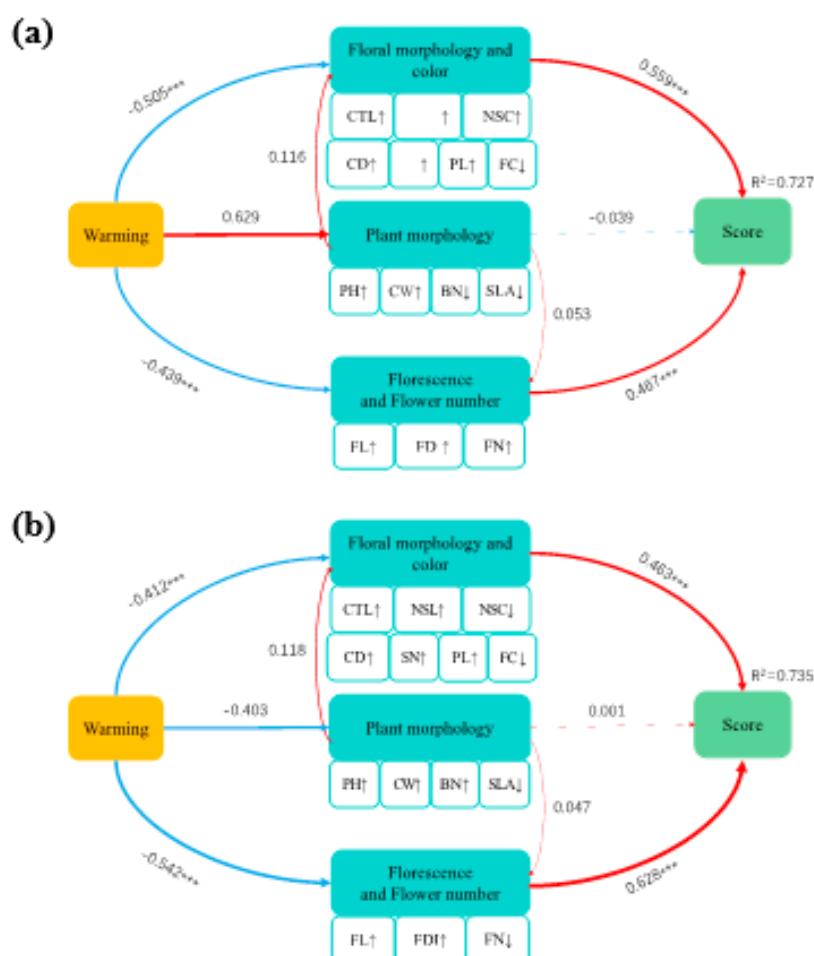 (a)
Floral morphology and
color
-0.505***
0.559***
CTL↑ ↑ NSC↑
CD↑ ↑ PL↑ FC↓
0.116
R²=0.727
Warming
0.629
Plant morphology
-0.039
Score
PH↑ CW↑ BN↓ SLA↓
0.053
-0.439***
0.487***
Florescence
and Flower number
FL↑ FD ↑ FN↑
(b)
Floral morphology and
color
-0.412***
0.463***
CTL↑ NSL↑ NSC↓
CD↑ SN↑ PL↑ FC↓
0.118
R²=0.735
Warming
-0.403
Plant morphology
0.001
Score
PH↑ CW↑ BN↑ SLA↓
0.047
-0.542***
0.628***
Florescence
and Flower number
FL↑ FDI↑ FN↓